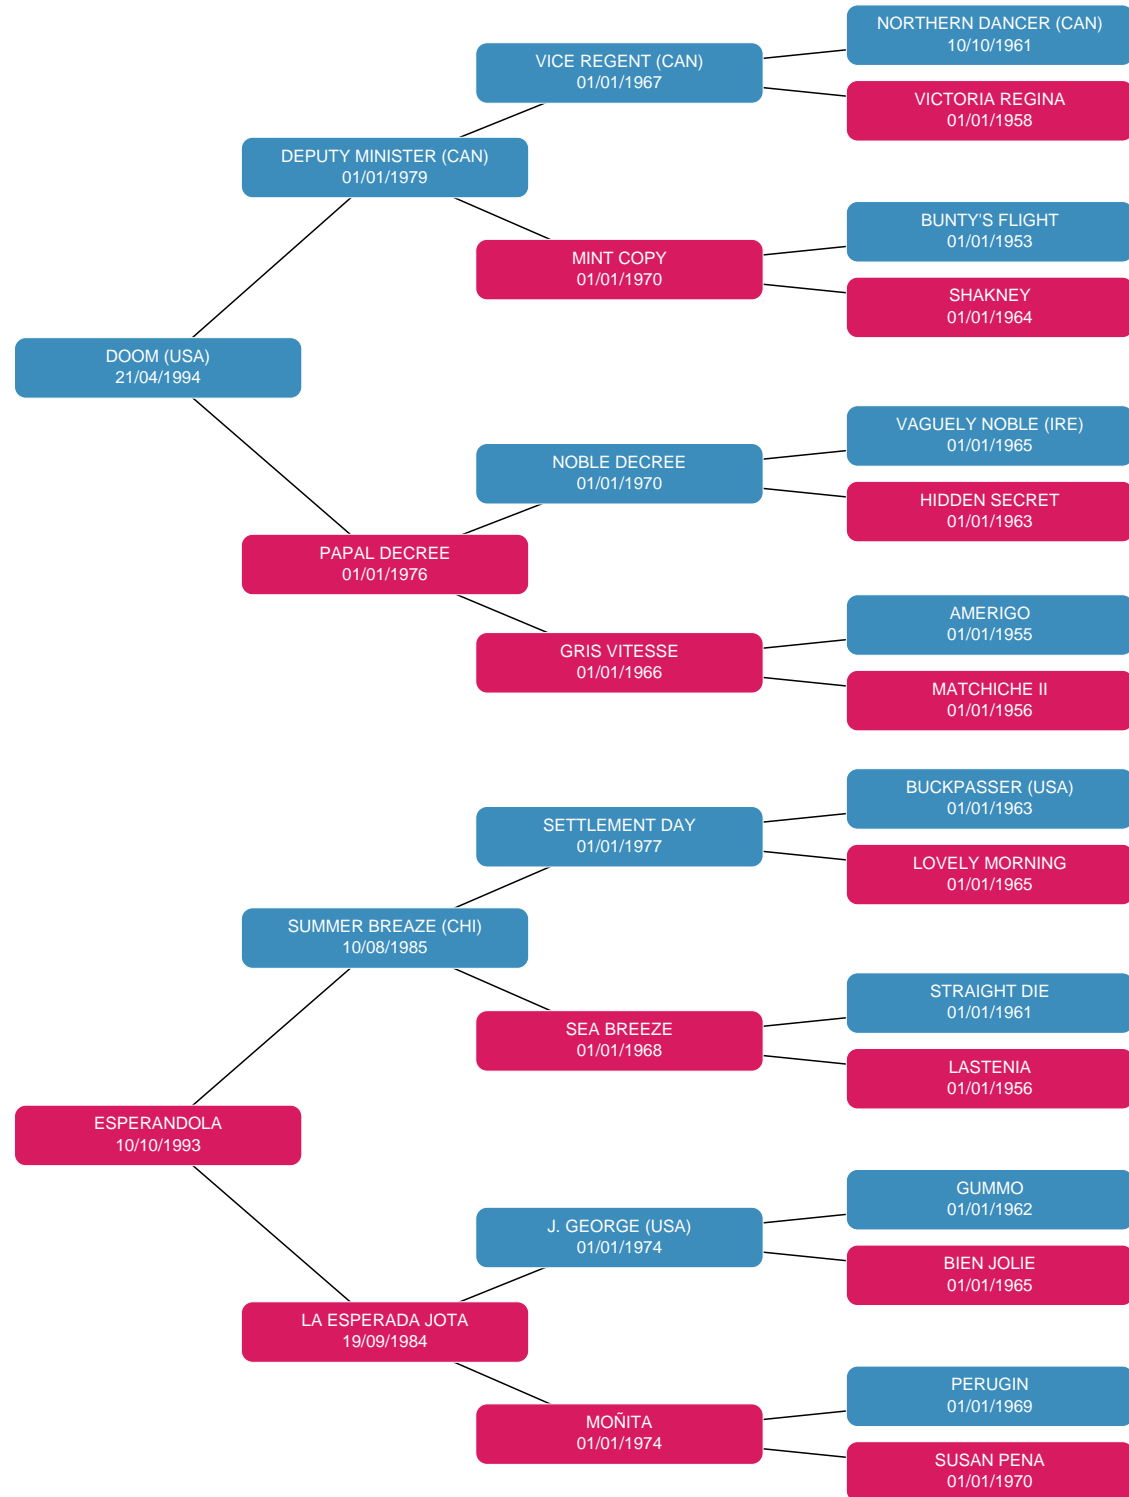 NORTHERN DANCER (CAN)
10/10/1961
VICE REGENT (CAN)
01/01/1967
VICTORIA REGINA
01/01/1958
DEPUTY MINISTER (CAN)
01/01/1979
BUNTY'S FLIGHT
01/01/1953
MINT COPY
01/01/1970
SHAKNEY
01/01/1964
DOOM (USA)
21/04/1994
VAGUELY NOBLE (IRE)
01/01/1965
NOBLE DECREE
01/01/1970
HIDDEN SECRET
01/01/1963
PAPAL DECREE
01/01/1976
AMERIGO
01/01/1955
GRIS VITESSE
01/01/1966
MATCHICHE II
01/01/1956
BUCKPASSER (USA)
01/01/1963
SETTLEMENT DAY
01/01/1977
LOVELY MORNING
01/01/1965
SUMMER BREAZE (CHI)
10/08/1985
STRAIGHT DIE
01/01/1961
SEA BREEZE
01/01/1968
LASTENIA
01/01/1956
ESPERANDOLA
10/10/1993
GUMMO
01/01/1962
J. GEORGE (USA)
01/01/1974
BIEN JOLIE
01/01/1965
LA ESPERADA JOTA
19/09/1984
PERUGIN
01/01/1969
MOÑITA
01/01/1974
SUSAN PENA
01/01/1970